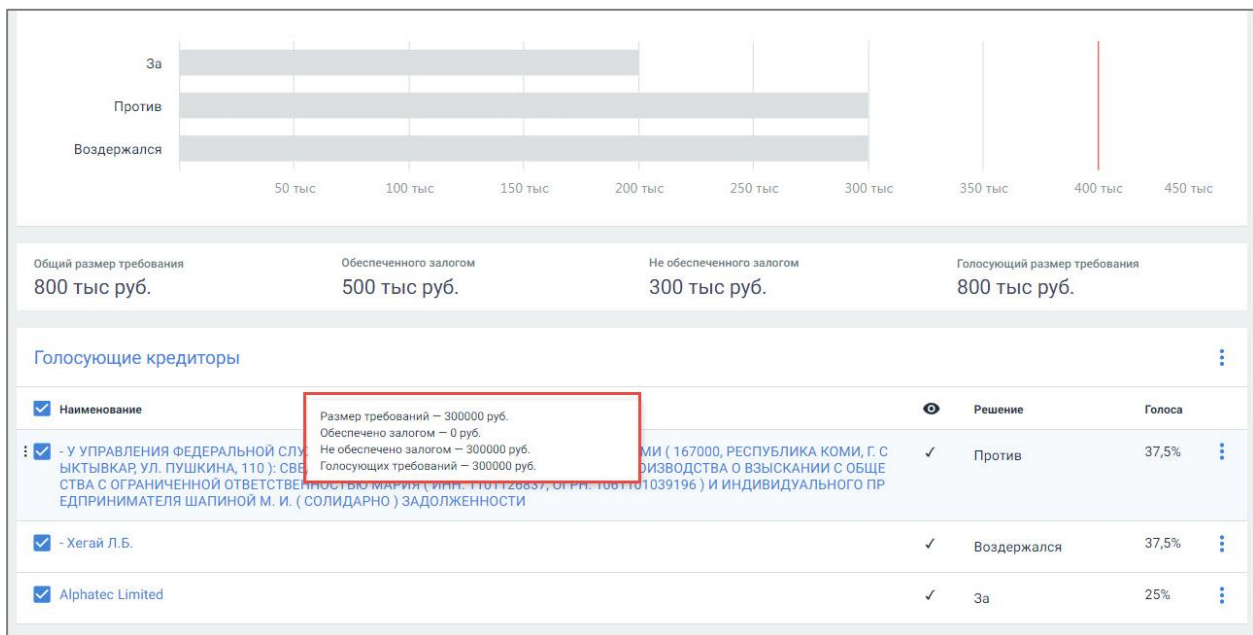 За
Против
Воздержался
50 тыс 100 тыс 150 тыс 200 тыс 250 тыс 300 тыс 350 тыс 400 тыс 450 тыс
Общий размер требования Обеспеченного залогом Не обеспеченного залогом Голосующий размер требования
800 тыс руб. 500 тыс руб. 300 тыс руб. 800 тыс руб.
Голосующие кредиторы
Наименование Решение Голоса
Размер требований — 300000 руб.
Обеспечено залогом — 0 руб.
Не обеспечено залогом — 300000 руб.
Голосующих требований — 300000 руб.
- У УПРАВЛЕНИЯ ФЕДЕРАЛЬНОЙ МИ ( 167000, РЕСПУБЛИКА КОМИ, Г. С Против 37,5%
ЫКТЫВКАР, УЛ. ПУШКИНА, 110 ): О ВЗЫСКАНИИ С ОБЩЕ
СТВА С ОГРАНИЧЕННОЙ ОТВЕТСТВЕННОСТЬЮ МАРИЯ ( ИНН: 1101126837, ОГРН: 1061101039196 ) И ИНДИВИДУАЛЬНОГО ПР
ЕДПРИНИМАТЕЛЯ ШАПИНОЙ М. И. ( СОЛИДАРНО ) ЗАДОЛЖЕННОСТИ
- Хегай Л.Б. Воздержался 37,5%
Alphatec Limited За 25%